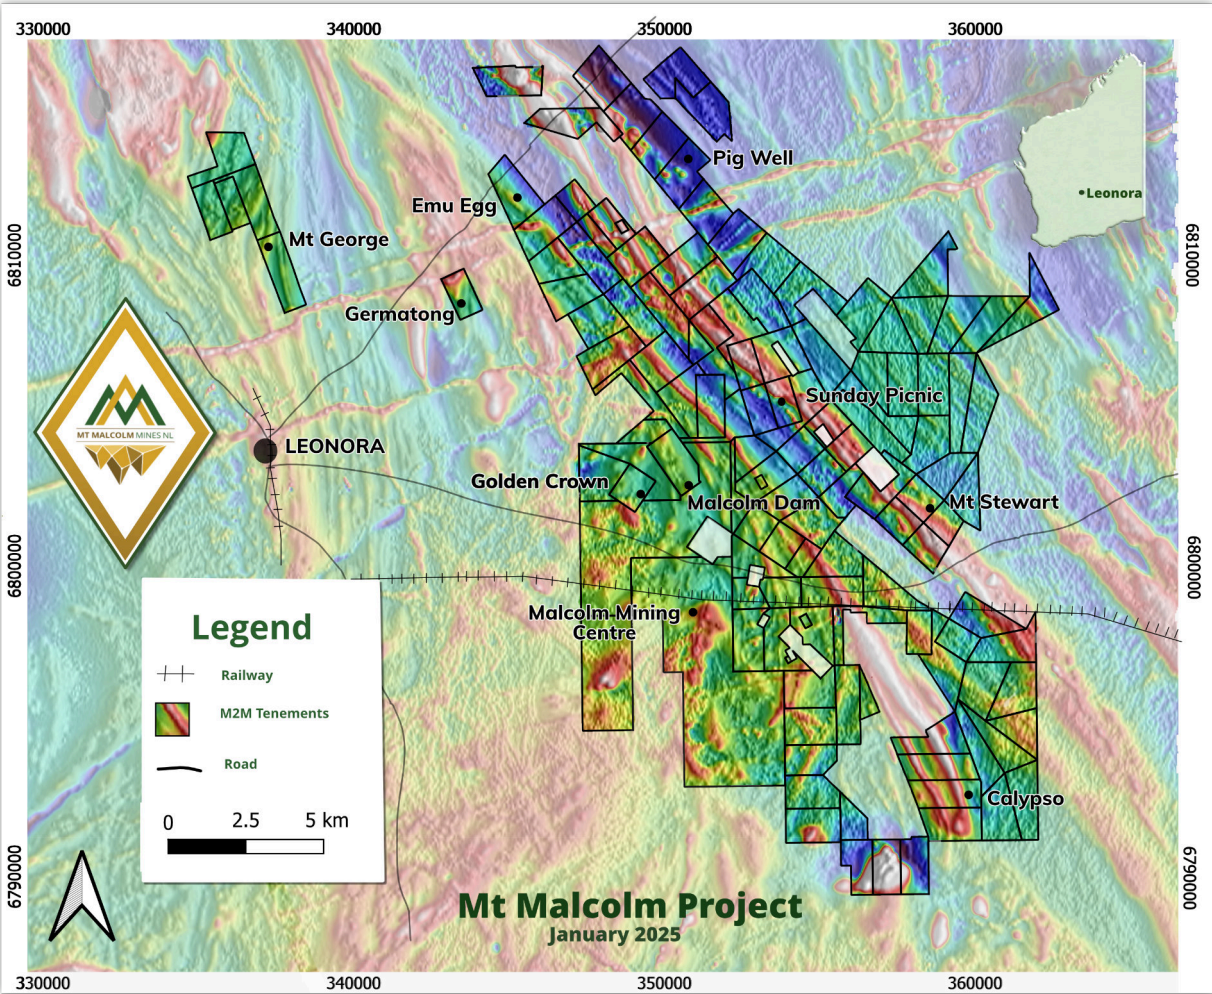 330000
340000
350000
360000
Pig Well
Leonora
Emu Egg
Mt George
6810000
6810000
Germatong
Sunday Picnic
MT MALCOLM MINES NL
LEONORA
Golden Crown
Malcolm Dam
Mt Stewart
6800000
6800000
Malcolm Mining
Centre
Legend
Railway
M2M Tenements
Road
0 2.5 5 km
Calypso
6790000
6790000
Mt Malcolm Project
January 2025
330000
340000
350000
360000